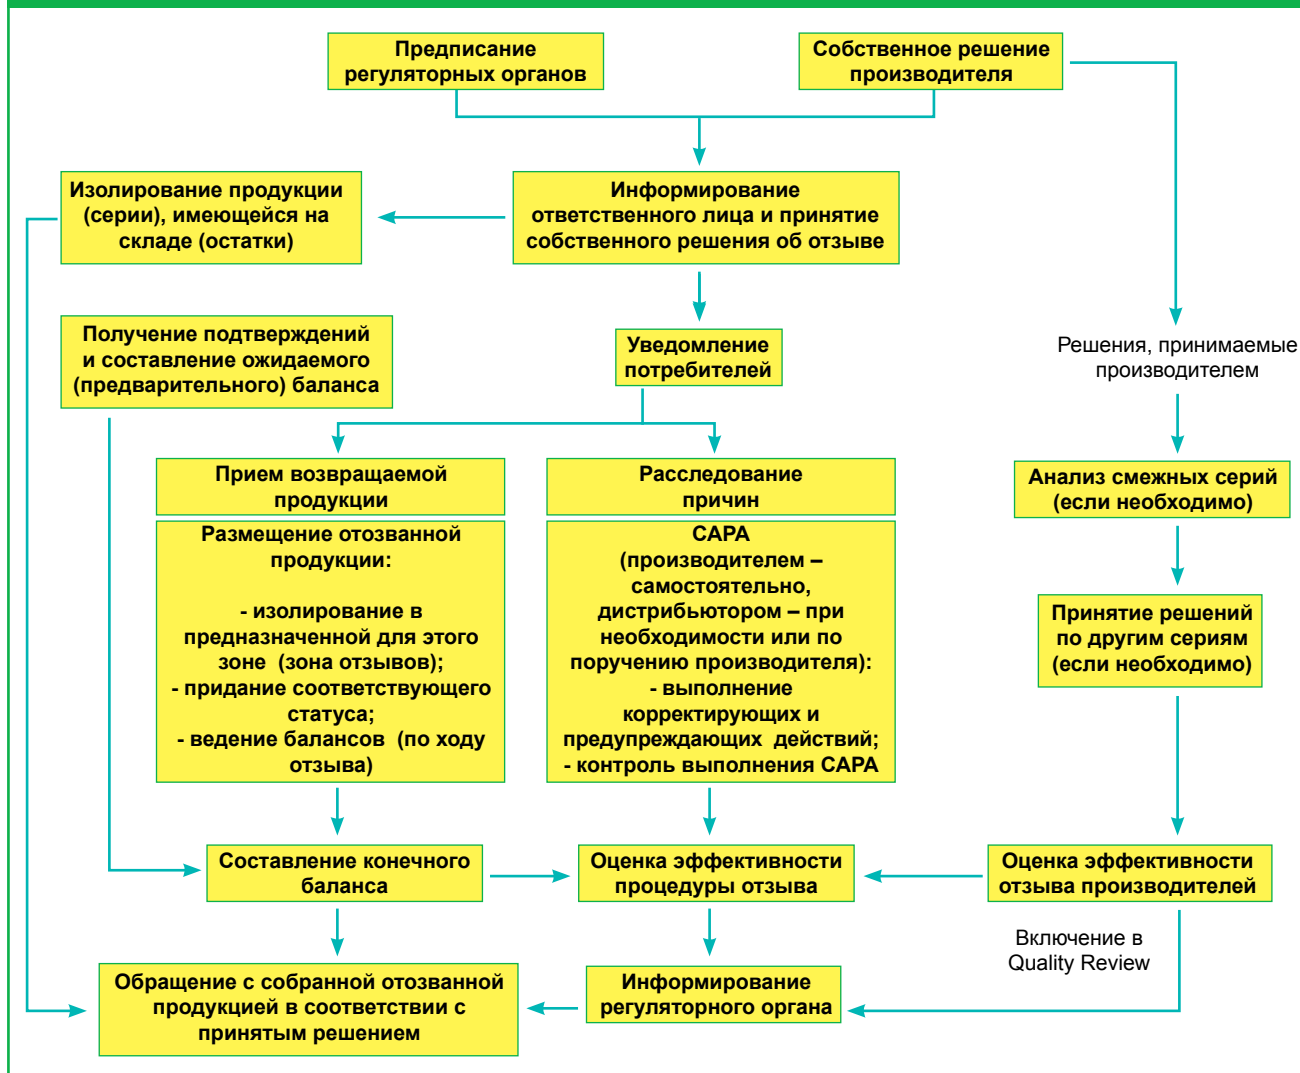 Предписание
регуляторных органов
Собственное решение
производителя
Изолирование продукции
(серии), имеющейся на
складе (остатки)
Информирование
ответственного лица и принятие
собственного решения об отзыве
Получение подтверждений
и составление ожидаемого
(предварительного) баланса
Уведомление
потребителей
Решения, принимаемые
производителем
Прием возвращаемой
продукции
Расследование
причин
Анализ смежных серий
(если необходимо)
Размещение отозванной
продукции:
- изолирование в
предназначенной для этого
зоне (зона отзывов);
- придание соответствующего
статуса;
- ведение балансов (по ходу
отзыва)
САРА
(производителем –
самостоятельно,
дистрибьютором – при
необходимости или по
поручению производителя):
- выполнение
корректирующих и
предупреждающих действий;
- контроль выполнения САРА
Принятие решений
по другим сериям
(если необходимо)
Составление конечного
баланса
Оценка эффективности
процедуры отзыва
Оценка эффективности
отзыва производителей
Включение в
Quality Review
Обращение с собранной отозванной
продукцией в соответствии с
принятым решением
Информирование
регуляторного органа